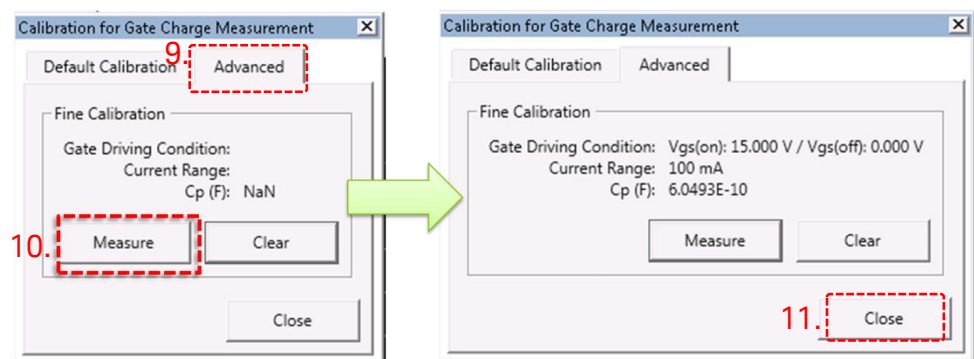 Calibration for Gate Charge Measurement
9.
Default Calibration
Advanced
Fine Calibration
Gate Driving Condition:
Current Range:
Cp (F): NaN
10.
Measure
Clear
Close
Calibration for Gate Charge Measurement
Default Calibration
Advanced
Fine Calibration
Gate Driving Condition: Vgs(on): 15.000 V / Vgs(off): 0.000 V
Current Range: 100 mA
Cp (F): 6.0493E-10
Measure
Clear
11.
Close